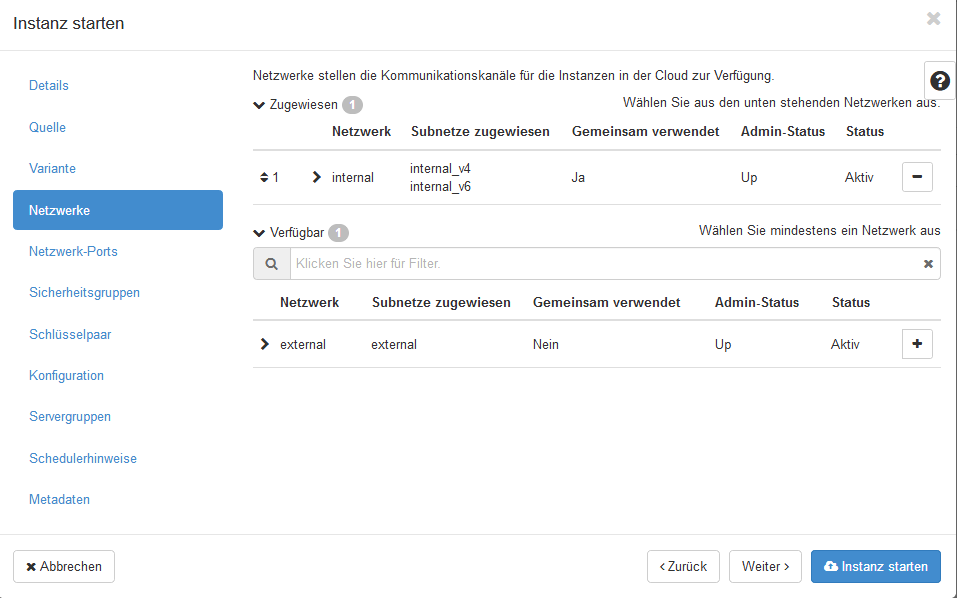 Instanz starten
Details
Quelle
Variante
Netzwerke
Netzwerk-Ports
Sicherheitsgruppen
Schlüsselpaar
Konfiguration
Servergruppen
Schedulerhinweise
Metadaten
Netzwerke stellen die Kommunikationskanäle für die Instanzen in der Cloud zur Verfügung.
Zugewiesen 1 Wählen Sie aus den unten stehenden Netzwerken aus.
Netzwerk Subnetze zugewiesen Gemeinsam verwendet Admin-Status Status
1 internal internal_v4 Ja Up Aktiv
internal_v6
Verfügbar 1 Wählen Sie mindestens ein Netzwerk aus
Klicken Sie hier für Filter.
Netzwerk Subnetze zugewiesen Gemeinsam verwendet Admin-Status Status
external external Nein Up Aktiv
Abbrechen
Zurück
Weiter
Instanz starten